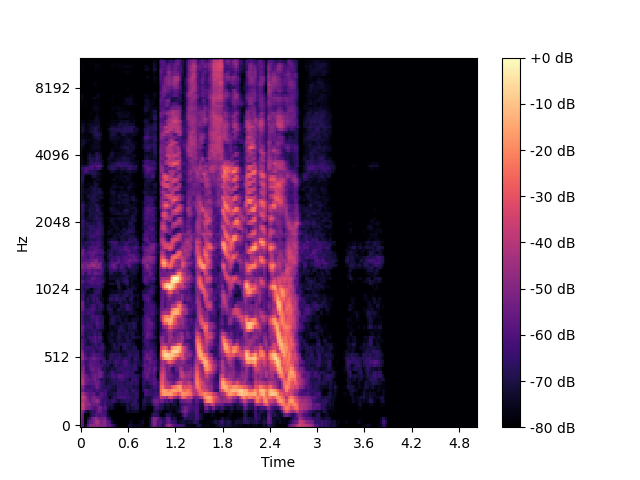 +0 dB
8192
-10 dB
4096
-20 dB
-30 dB
2048
Hz
-40 dB
1024
-50 dB
-60 dB
512
-70 dB
0
-80 dB
0 0.6 1.2 1.8 2.4 3 3.6 4.2 4.8
Time